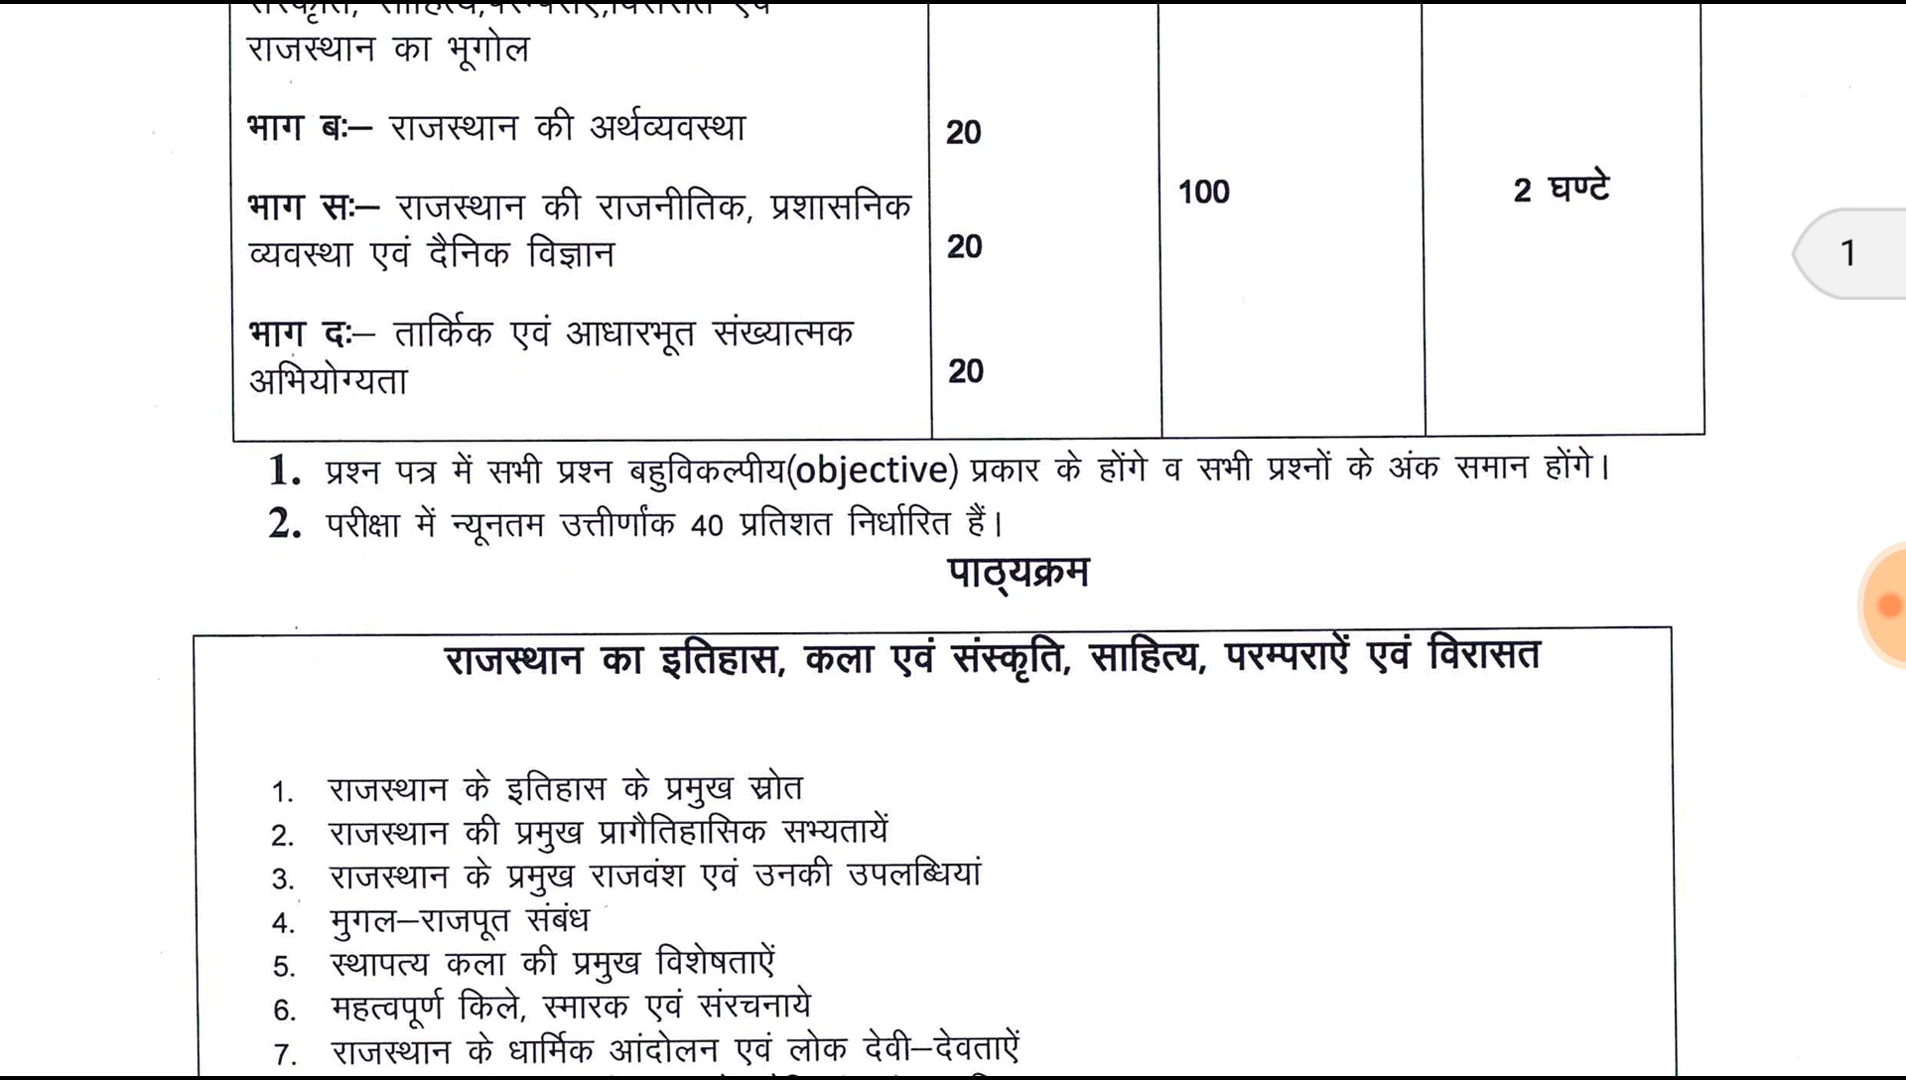 राजस्थान का भूगोल
भाग बः– राजस्थान की अर्थव्यवस्था
20
100
2 घण्टे
भाग सः– राजस्थान की राजनीतिक, प्रशासनिक
व्यवस्था एवं दैनिक विज्ञान
20
1
भाग दः– तार्किक एवं आधारभूत संख्यात्मक
अभियोग्यता
20
1. प्रश्न पत्र में सभी प्रश्न बहुविकल्पीय(objective) प्रकार के होंगे व सभी प्रश्नों के अंक समान होंगे।
2. परीक्षा में न्यूनतम उत्तीर्णांक 40 प्रतिशत निर्धारित हैं।
पाठ्यक्रम
राजस्थान का इतिहास, कला एवं संस्कृति, साहित्य, परम्पराऐं एवं विरासत
1. राजस्थान के इतिहास के प्रमुख स्रोत
2. राजस्थान की प्रमुख प्रागैतिहासिक सभ्यतायें
3. राजस्थान के प्रमुख राजवंश एवं उनकी उपलब्धियां
4. मुगल–राजपूत संबंध
5. स्थापत्य कला की प्रमुख विशेषताऐं
6. महत्वपूर्ण किले, स्मारक एवं संरचनाये
7. राजस्थान के धार्मिक आंदोलन एवं लोक देवी–देवताऐं